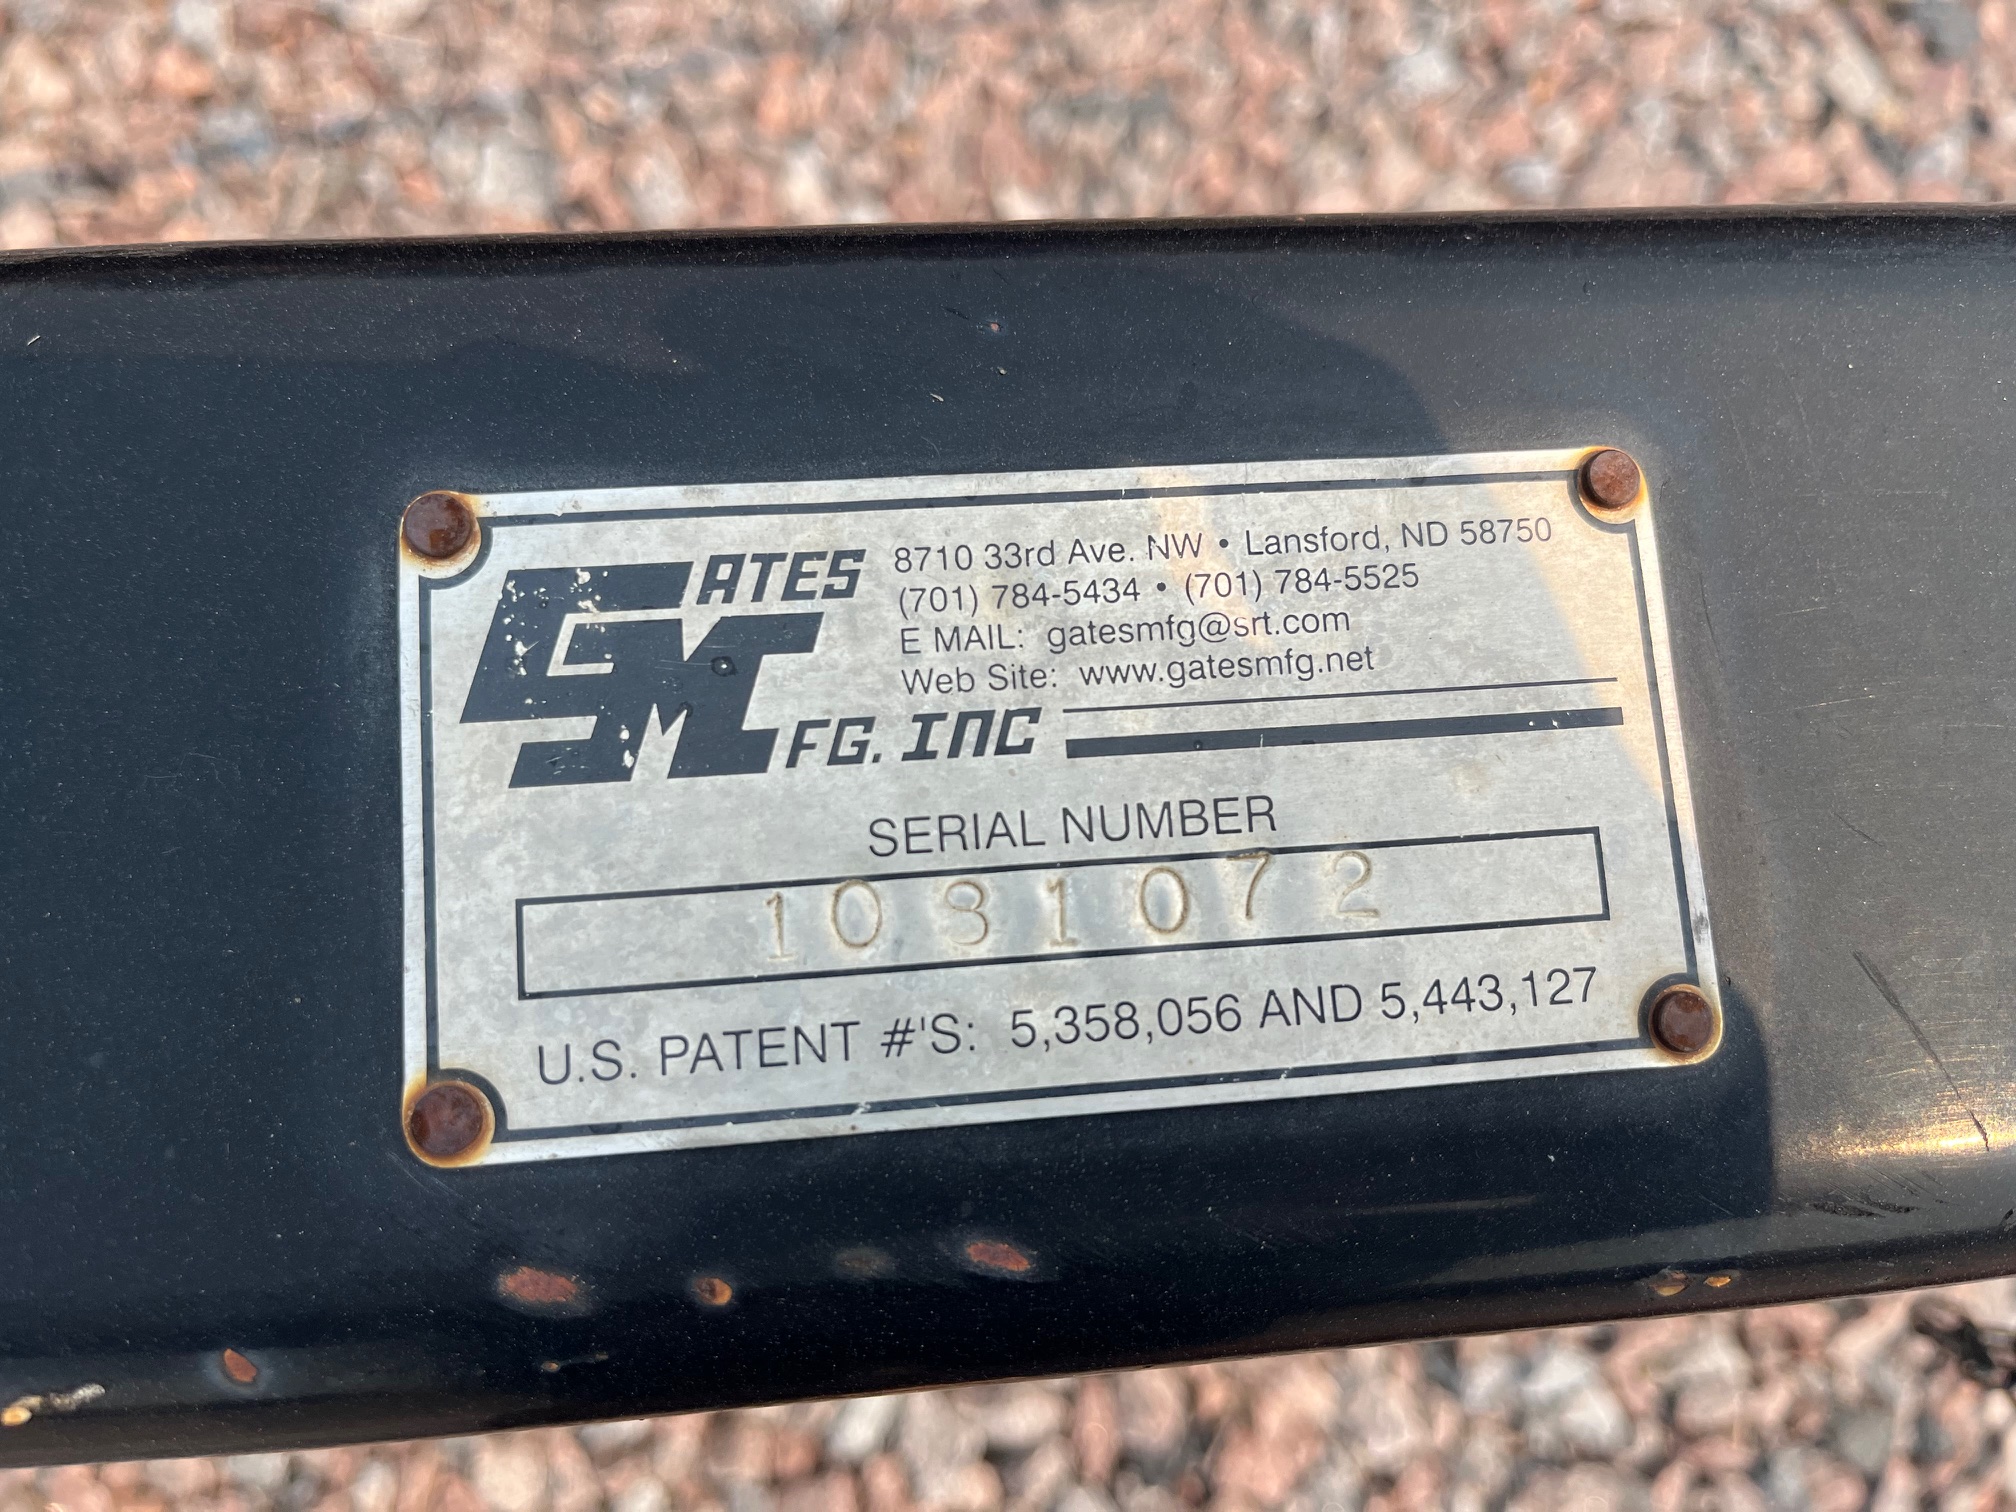 GATES
8710 33rd Ave. NW • Lansford, ND 58750
(701) 784-5434 • (701) 784-5525
E MAIL: gatesmfg@srt.com
Web Site: www.gatesmfg.net
MFG. INC
SERIAL NUMBER
1081072
U.S. PATENT #'S: 5,358,056 AND 5,443,127